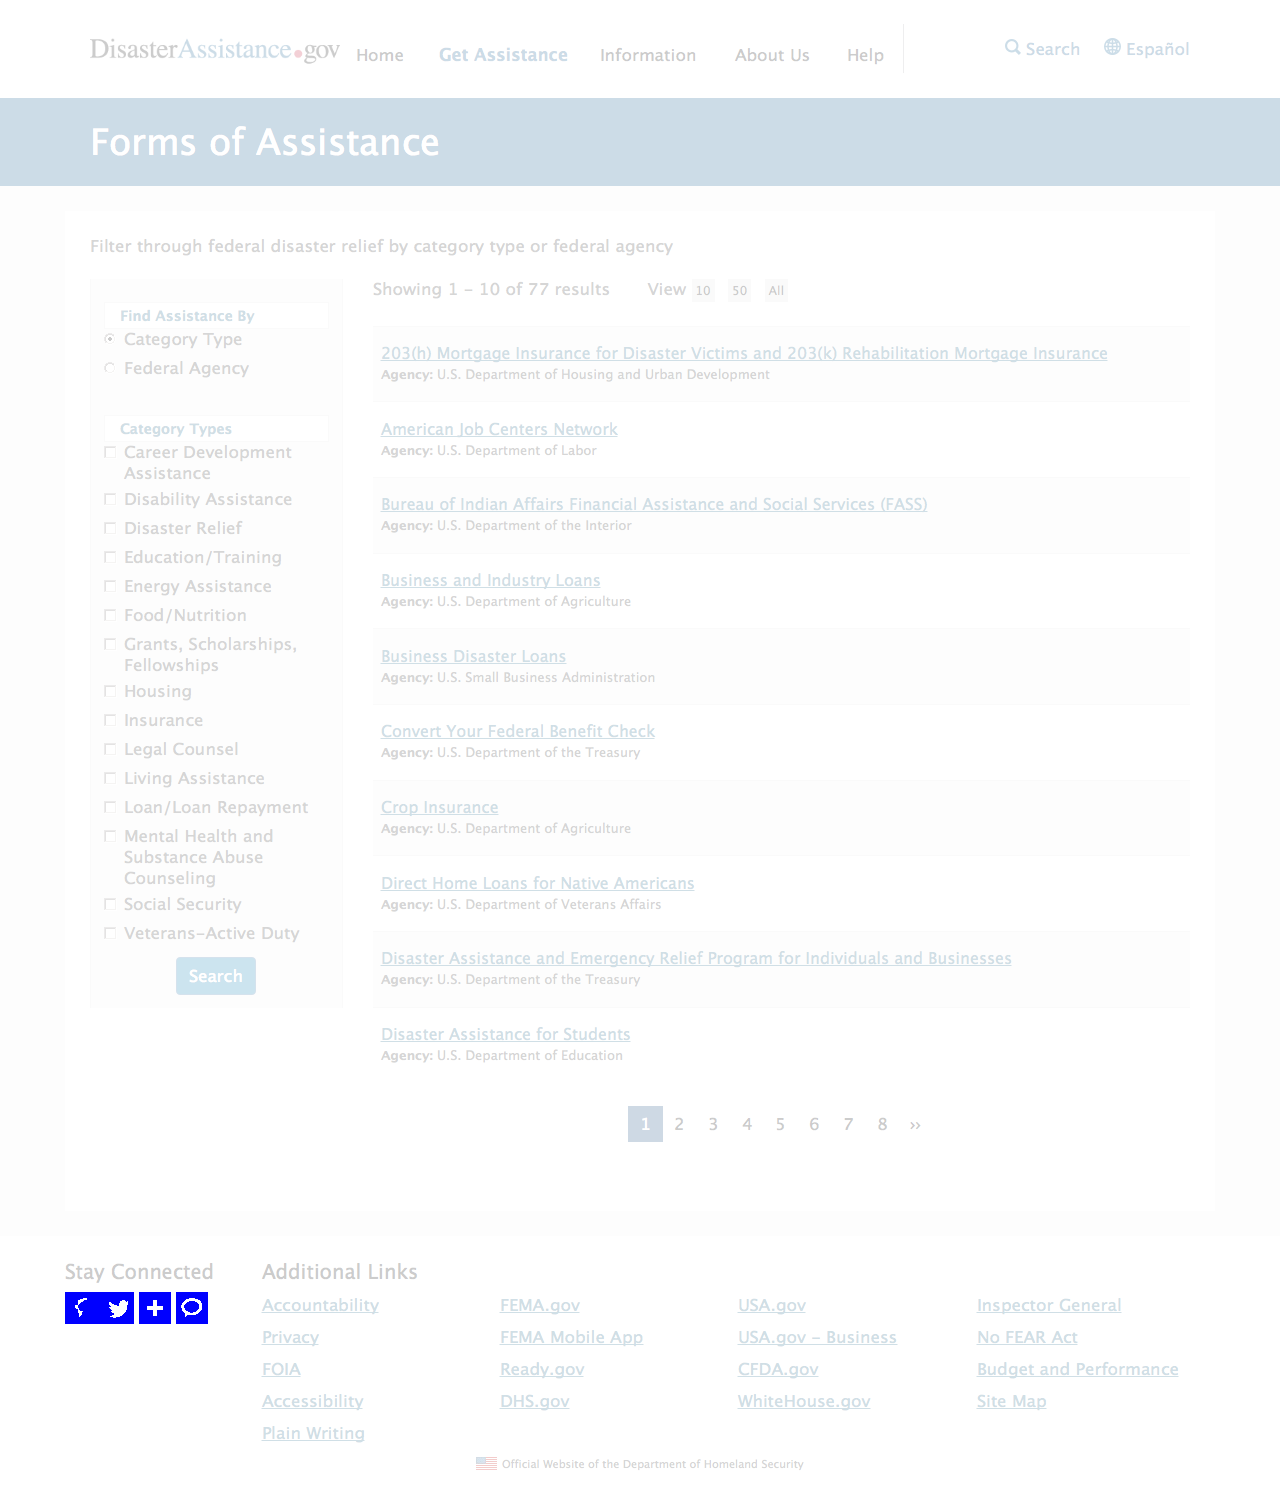 DisasterAssistance.gov
Home Get Assistance Information About Us Help
Search Español
Forms of Assistance
Filter through federal disaster relief by category type or federal agency
Find Assistance By
Category Type
Federal Agency
Category Types
Career Development
Assistance
Disability Assistance
Disaster Relief
Education/Training
Energy Assistance
Food/Nutrition
Grants, Scholarships,
Fellowships
Housing
Insurance
Legal Counsel
Living Assistance
Loan/Loan Repayment
Mental Health and
Substance Abuse
Counseling
Social Security
Veterans-Active Duty
Search
Showing 1 - 10 of 77 results View 10 50 All
203(h) Mortgage Insurance for Disaster Victims and 203(k) Rehabilitation Mortgage Insurance
Agency: U.S. Department of Housing and Urban Development
American Job Centers Network
Agency: U.S. Department of Labor
Bureau of Indian Affairs Financial Assistance and Social Services (FASS)
Agency: U.S. Department of the Interior
Business and Industry Loans
Agency: U.S. Department of Agriculture
Business Disaster Loans
Agency: U.S. Small Business Administration
Convert Your Federal Benefit Check
Agency: U.S. Department of the Treasury
Crop Insurance
Agency: U.S. Department of Agriculture
Direct Home Loans for Native Americans
Agency: U.S. Department of Veterans Affairs
Disaster Assistance and Emergency Relief Program for Individuals and Businesses
Agency: U.S. Department of the Treasury
Disaster Assistance for Students
Agency: U.S. Department of Education
1 2 3 4 5 6 7 8 ››
Stay Connected
Additional Links
Accountability FEMA.gov USA.gov Inspector General
Privacy FEMA Mobile App USA.gov - Business No FEAR Act
FOIA Ready.gov CFDA.gov Budget and Performance
Accessibility DHS.gov WhiteHouse.gov Site Map
Plain Writing
Official Website of the Department of Homeland Security